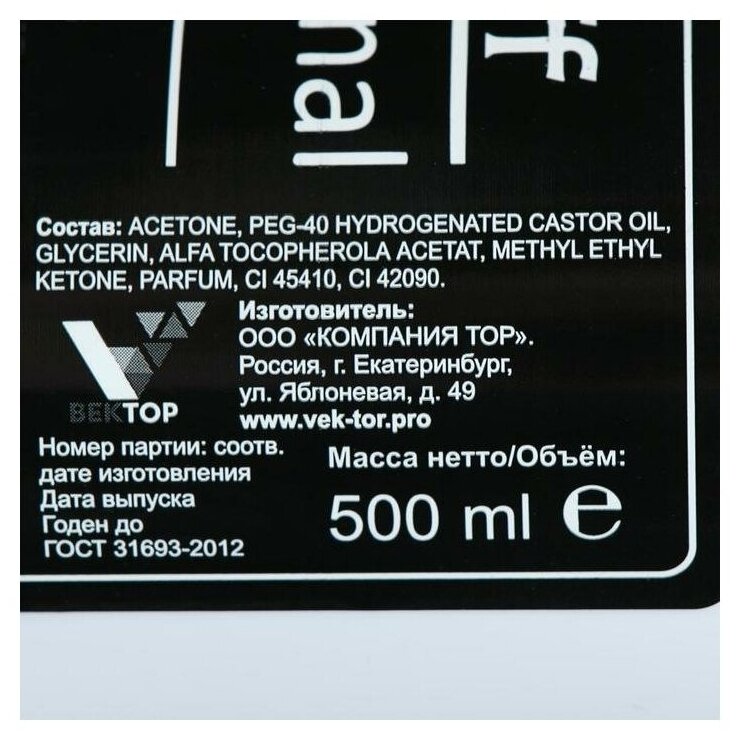 ff
nal
Состав: ACETONE, PEG-40 HYDROGENATED CASTOR OIL,
GLYCERIN, ALFA TOCOPHEROLA ACETAT, METHYL ETHYL
KETONE, PARFUM, CI 45410, CI 42090.
ВЕКТОР
Изготовитель:
ООО «КОМПАНИЯ ТОР».
Россия, г. Екатеринбург,
ул. Яблоневая, д. 49
www.vek-tor.pro
Номер партии: соотв.
дате изготовления
Дата выпуска
Годен до
ГОСТ 31693-2012
Масса нетто/Объём:
500 ml ℮